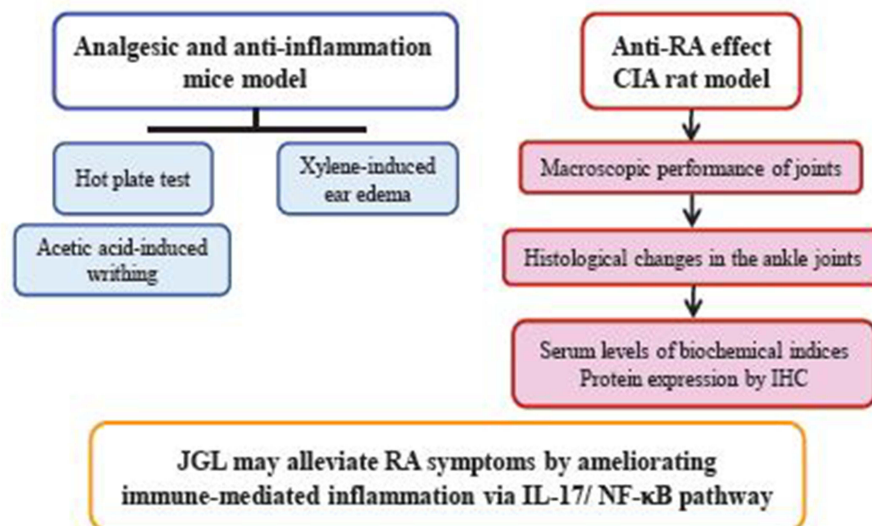 Analgesic and anti-inflammation
mice model
Hot plate test
Xylene-induced
ear edema
Acetic acid-induced
writhing
Anti-RA effect
CIA rat model
Macroscopic performance of joints
Histological changes in the ankle joints
Serum levels of biochemical indices
Protein expression by IHC
JGL may alleviate RA symptoms by ameliorating
immune-mediated inflammation via IL-17/ NF-κB pathway